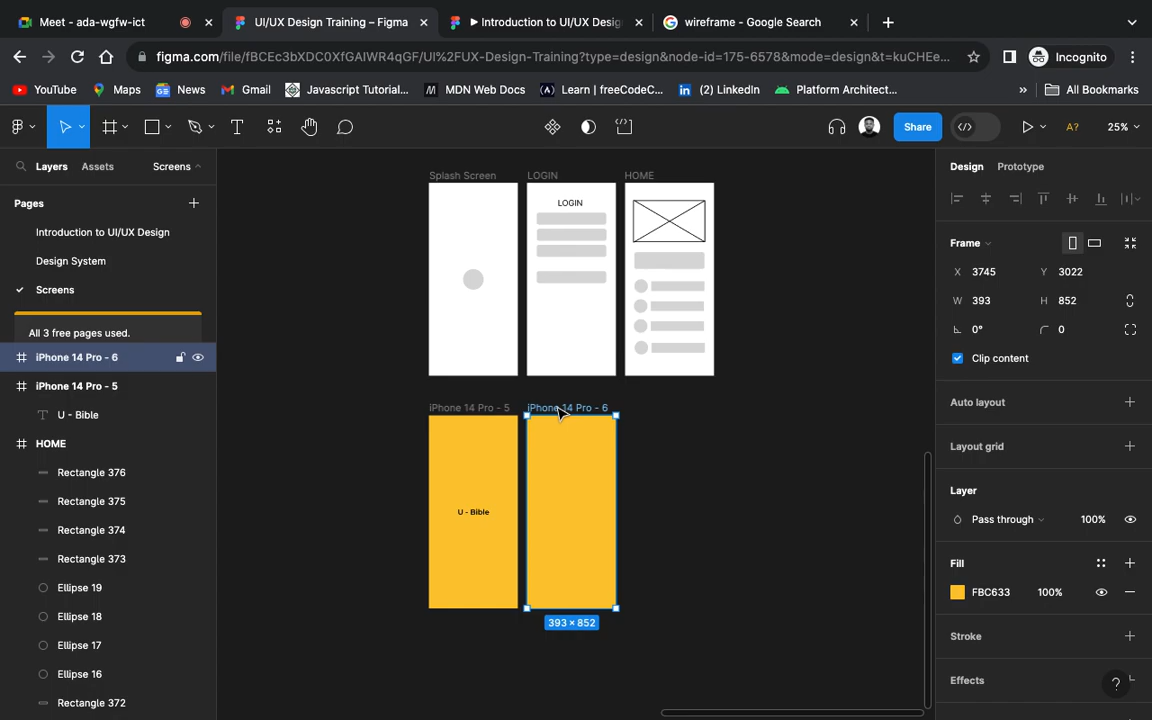 Meet - ada-wgfw-ict
UI/UX Design Training – Figma
Introduction to UI/UX Desig
wireframe - Google Search
figma.com/file/fBCEc3bXDC0XfGAIWR4qGF/UI%2FUX-Design-Training?type=design&node-id=175-6578&mode=design&t=kuCHEe...
Incognito
YouTube
Maps
News
Gmail
Javascript Tutorial...
MDN Web Docs
Learn | freeCodeC...
(2) LinkedIn
Platform Architect...
»
All Bookmarks
Share
A?
25%
Layers
Assets
Screens
Design
Prototype
Pages
Introduction to UI/UX Design
Design System
Screens
All 3 free pages used.
iPhone 14 Pro - 6
iPhone 14 Pro - 5
U - Bible
HOME
Rectangle 376
Rectangle 375
Rectangle 374
Rectangle 373
Ellipse 19
Ellipse 18
Ellipse 17
Ellipse 16
Rectangle 372
Splash Screen
LOGIN
HOME
LOGIN
iPhone 14 Pro - 5
iPhone 14 Pro - 6
U - Bible
393 × 852
Frame
X 3745
Y 3022
W 393
H 852
0°
0
Clip content
Auto layout
Layout grid
Layer
Pass through
100%
Fill
FBC633
100%
Stroke
Effects
?